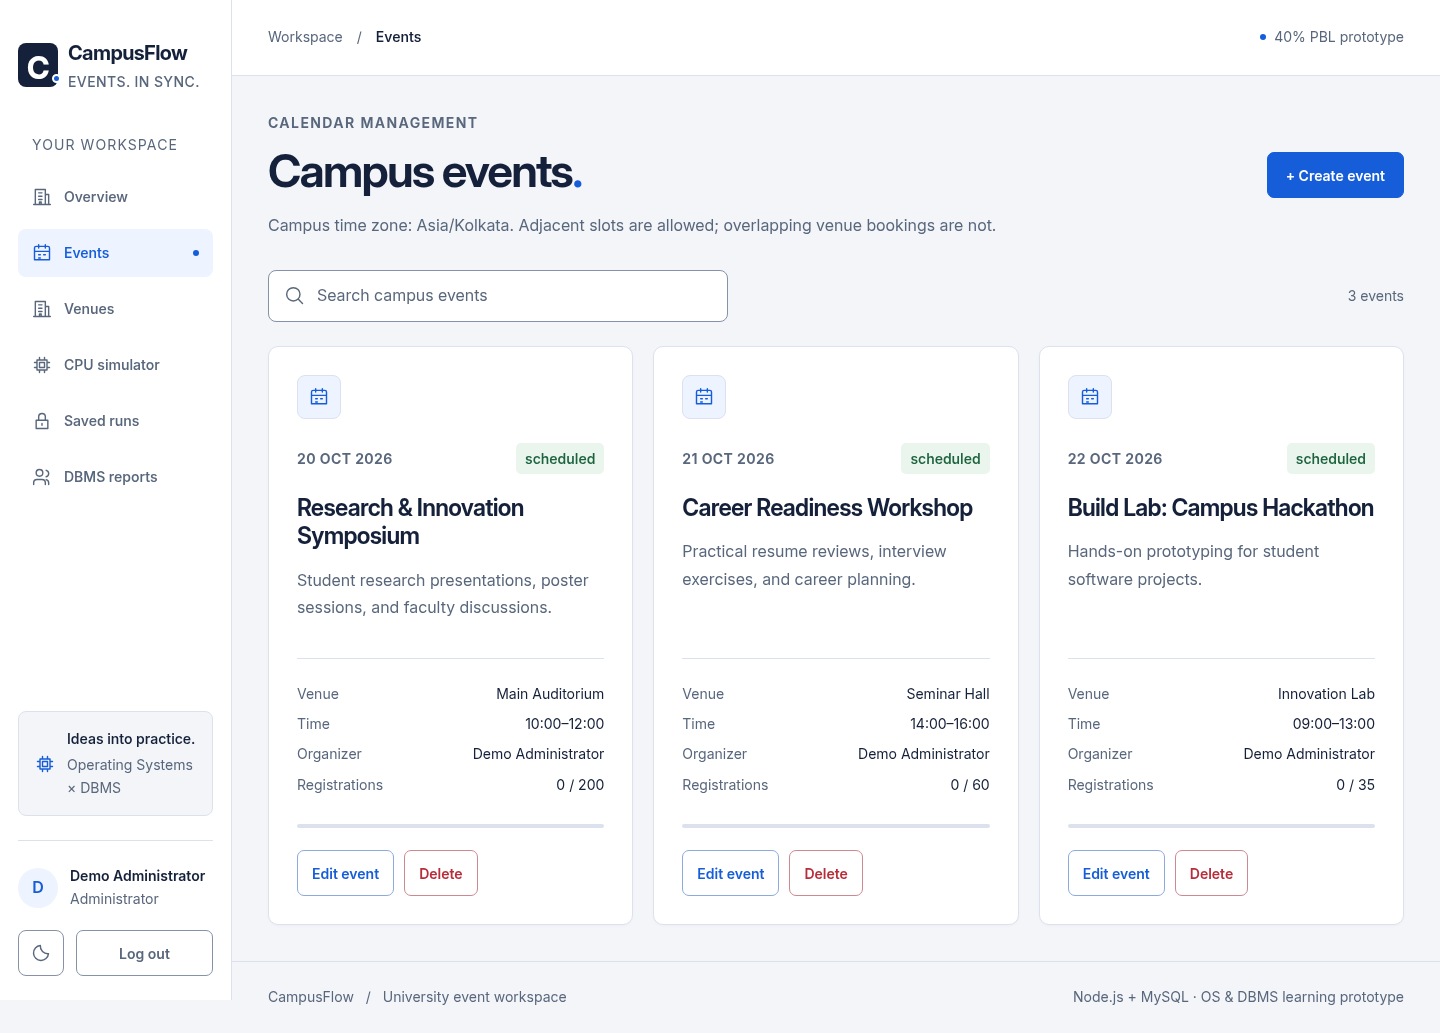 C
CampusFlow
EVENTS. IN SYNC.
YOUR WORKSPACE
Overview
Events
Venues
CPU simulator
Saved runs
DBMS reports
Ideas into practice.
Operating Systems
× DBMS
D
Demo Administrator
Administrator
Log out
Workspace / Events
40% PBL prototype
CALENDAR MANAGEMENT
Campus events.
+ Create event
Campus time zone: Asia/Kolkata. Adjacent slots are allowed; overlapping venue bookings are not.
Search campus events
3 events
20 OCT 2026 scheduled
Research & Innovation
Symposium
Student research presentations, poster
sessions, and faculty discussions.
Venue Main Auditorium
Time 10:00–12:00
Organizer Demo Administrator
Registrations 0 / 200
Edit event Delete
21 OCT 2026 scheduled
Career Readiness Workshop
Practical resume reviews, interview
exercises, and career planning.
Venue Seminar Hall
Time 14:00–16:00
Organizer Demo Administrator
Registrations 0 / 60
Edit event Delete
22 OCT 2026 scheduled
Build Lab: Campus Hackathon
Hands-on prototyping for student
software projects.
Venue Innovation Lab
Time 09:00–13:00
Organizer Demo Administrator
Registrations 0 / 35
Edit event Delete
CampusFlow / University event workspace
Node.js + MySQL · OS & DBMS learning prototype